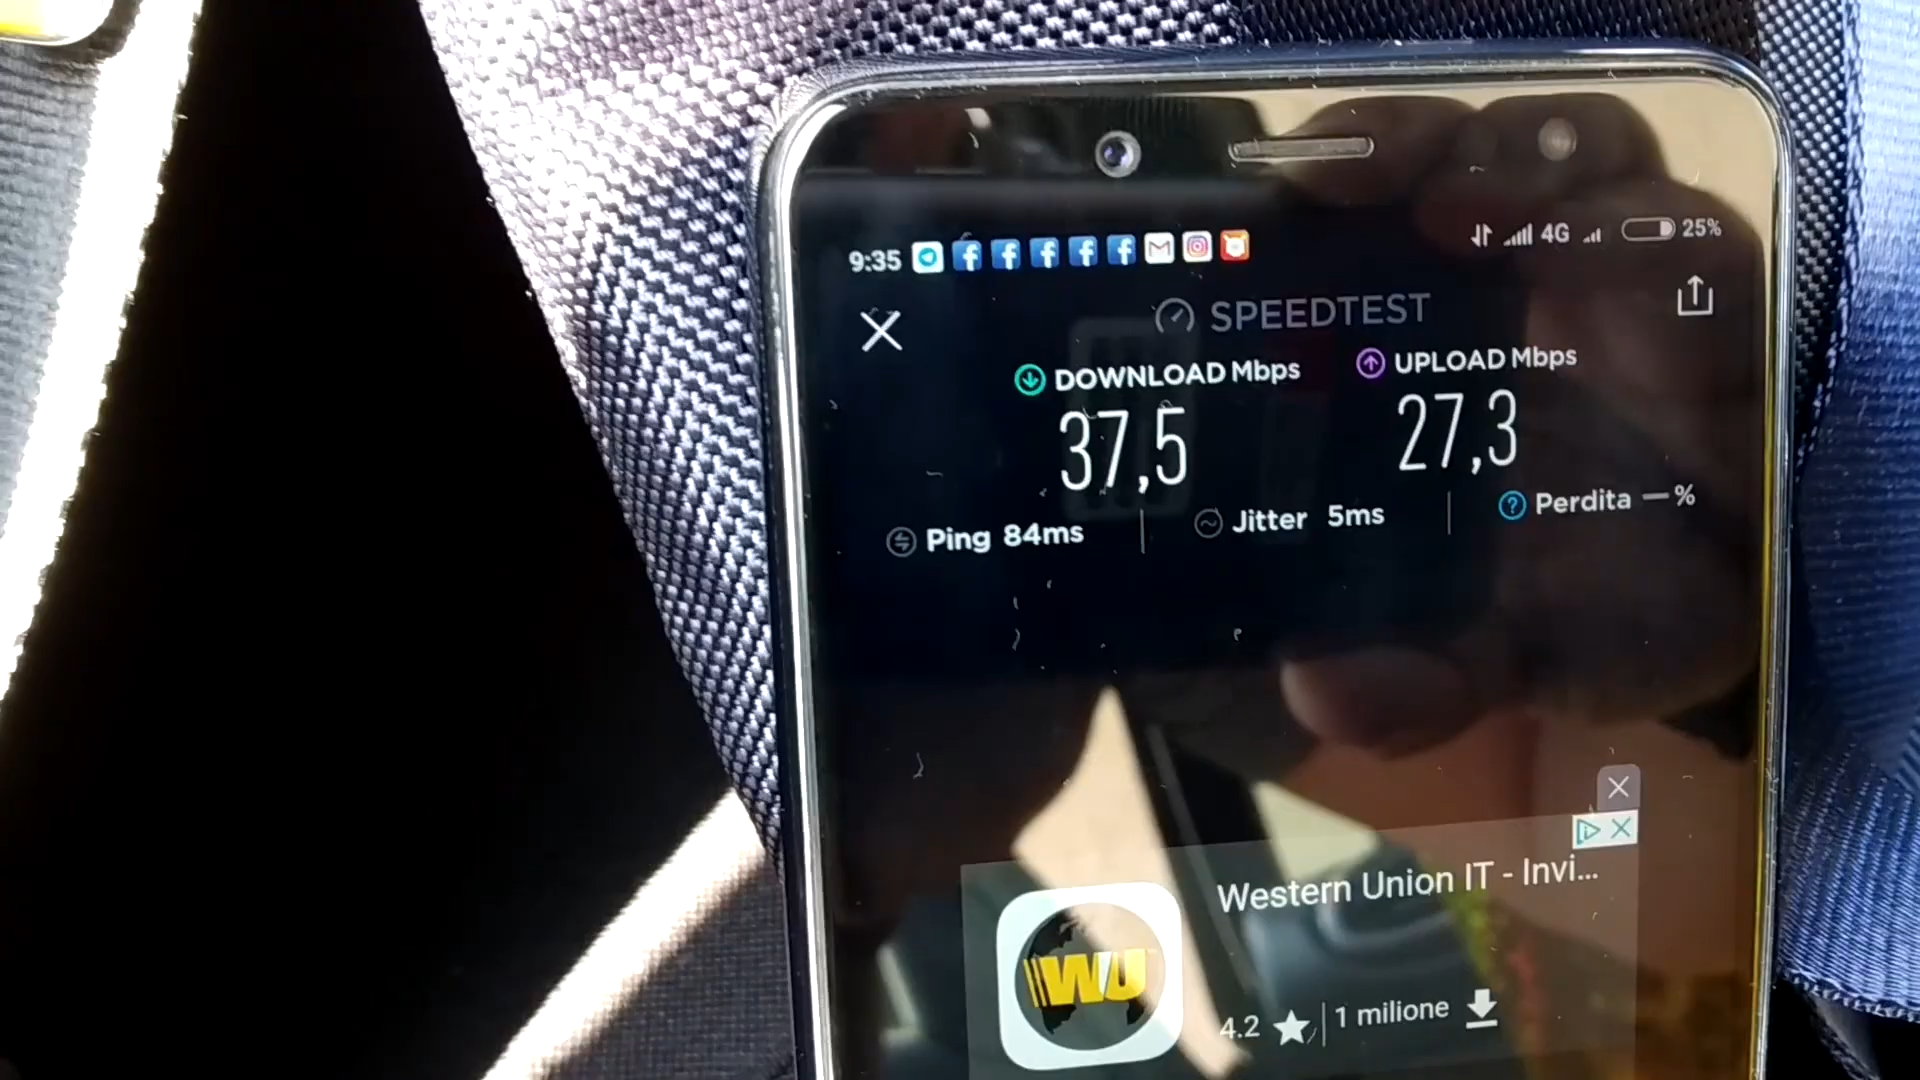 9:35 4G 25%
SPEEDTEST
DOWNLOAD Mbps UPLOAD Mbps
37,5 27,3
Ping 84ms Jitter 5ms Perdita —%
Western Union IT - Invi...
WU
4.2 1 milione